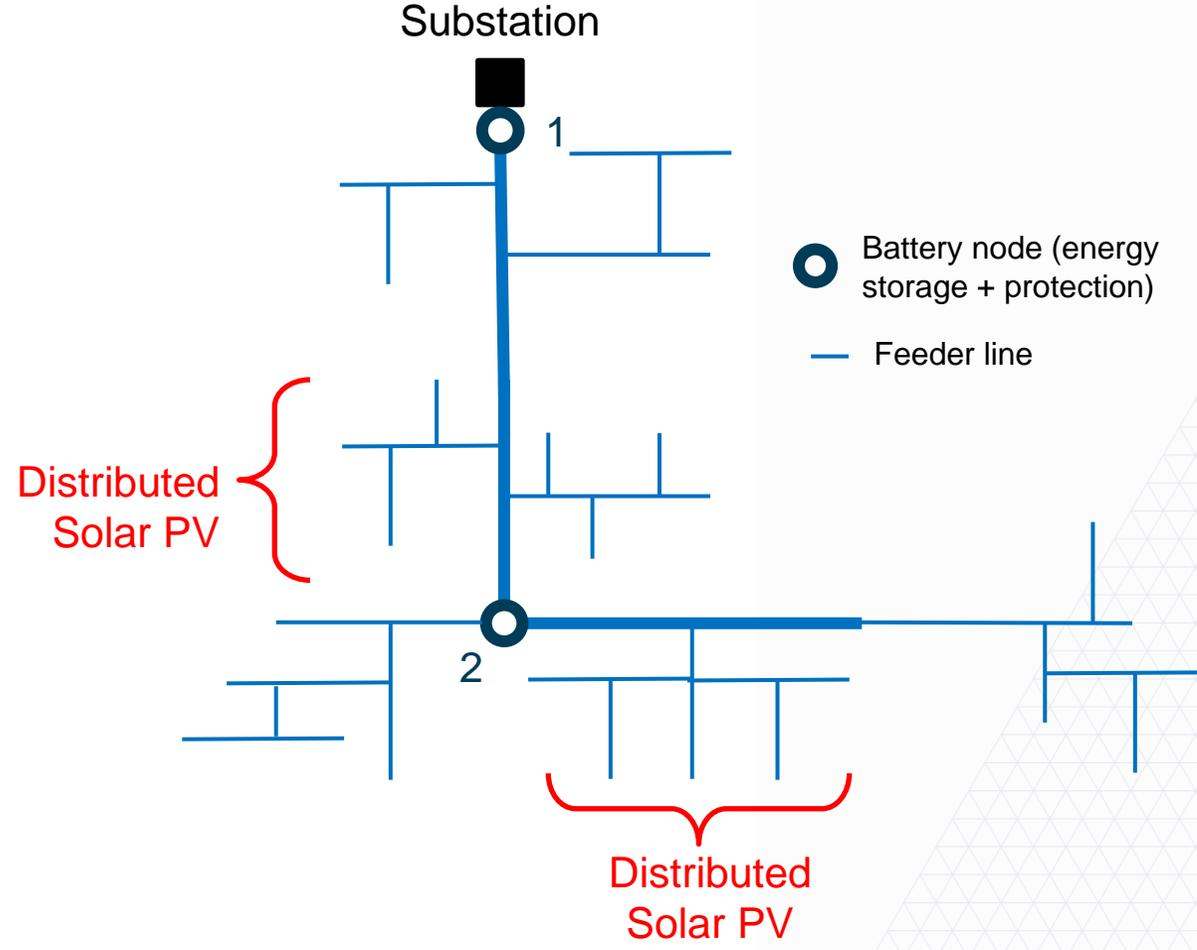 Substation
1
Battery node (energy
storage + protection)
Feeder line
Distributed
Solar PV
2
Distributed
Solar PV